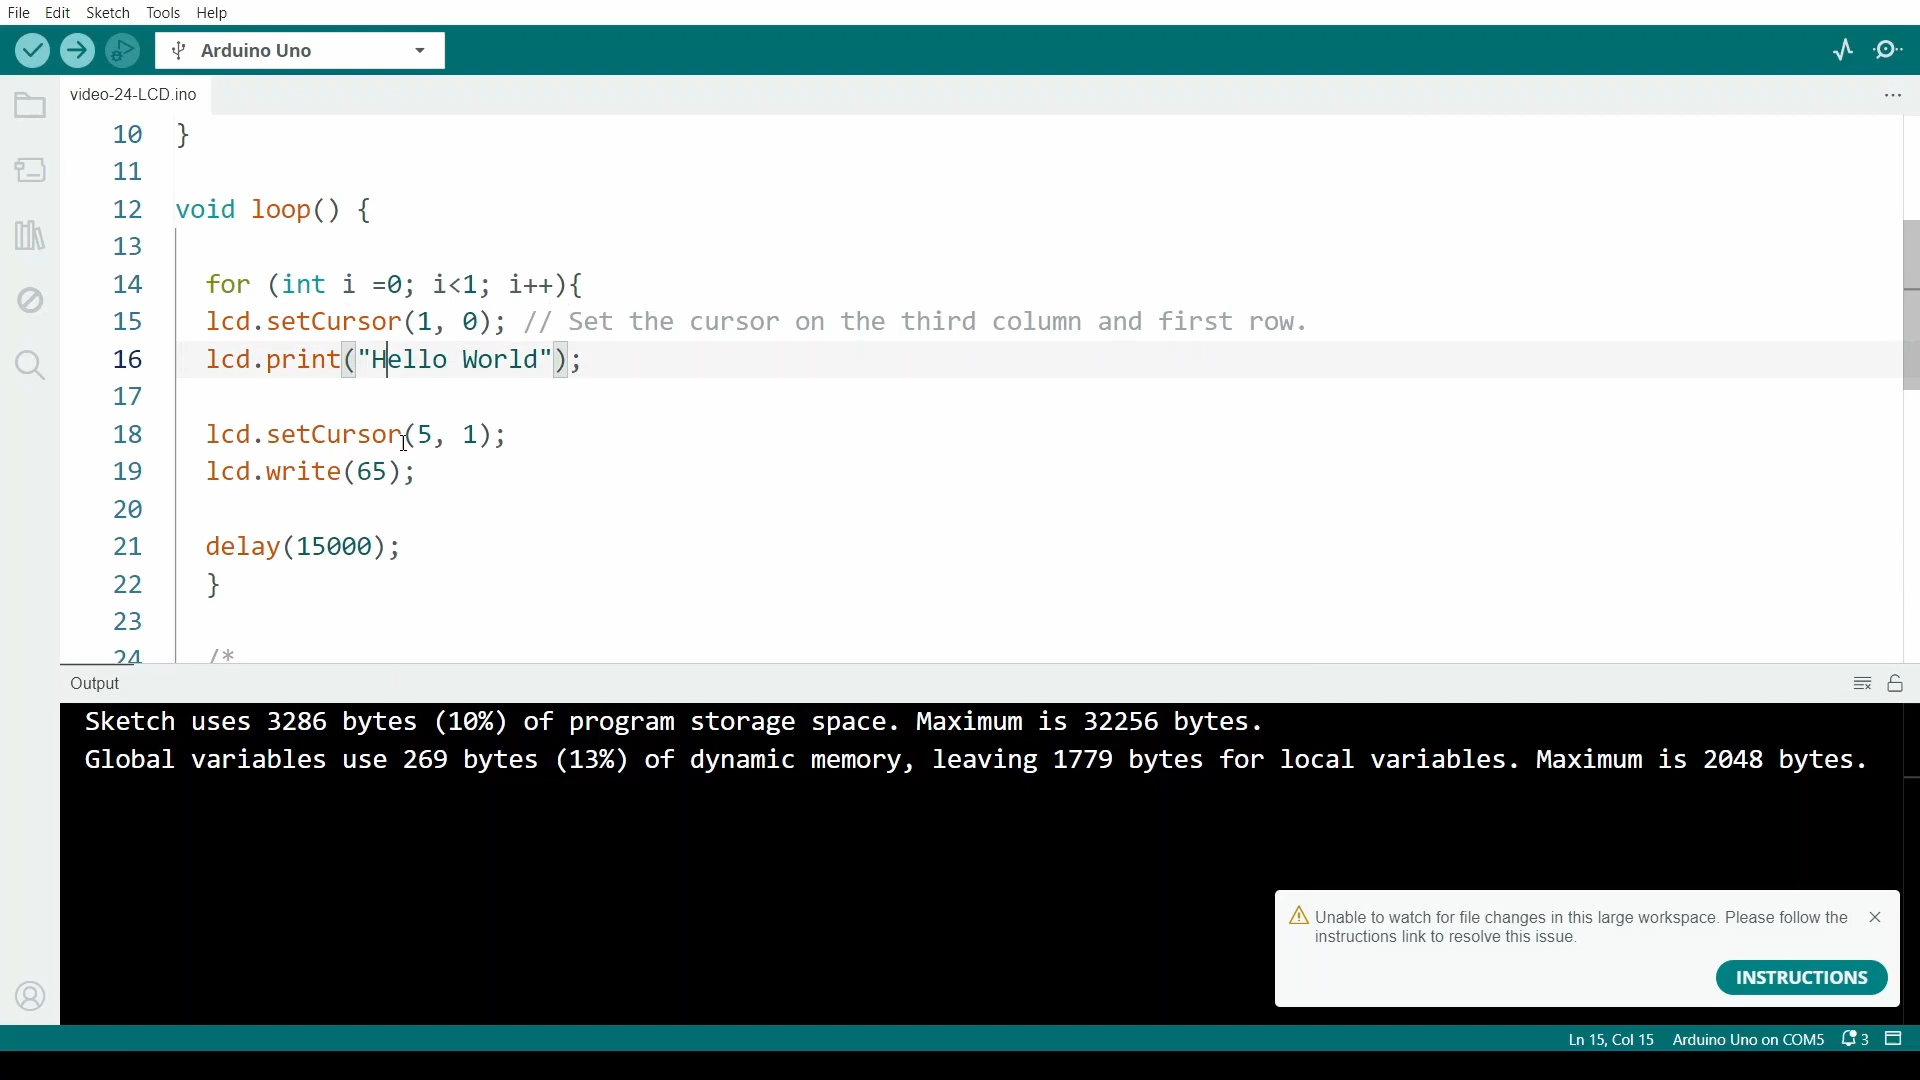 File Edit Sketch Tools Help
Arduino Uno
video-24-LCD.ino
10 }
11
12 void loop() {
13
14 for (int i =0; i<1; i++){
15 lcd.setCursor(1, 0); // Set the cursor on the third column and first row.
16 lcd.print("Hello World");
17
18 lcd.setCursor(5, 1);
19 lcd.write(65);
20
21 delay(15000);
22 }
23
24 /*
Output
Sketch uses 3286 bytes (10%) of program storage space. Maximum is 32256 bytes.
Global variables use 269 bytes (13%) of dynamic memory, leaving 1779 bytes for local variables. Maximum is 2048 bytes.
Unable to watch for file changes in this large workspace. Please follow the
instructions link to resolve this issue.
INSTRUCTIONS
Ln 15, Col 15 Arduino Uno on COM5 3